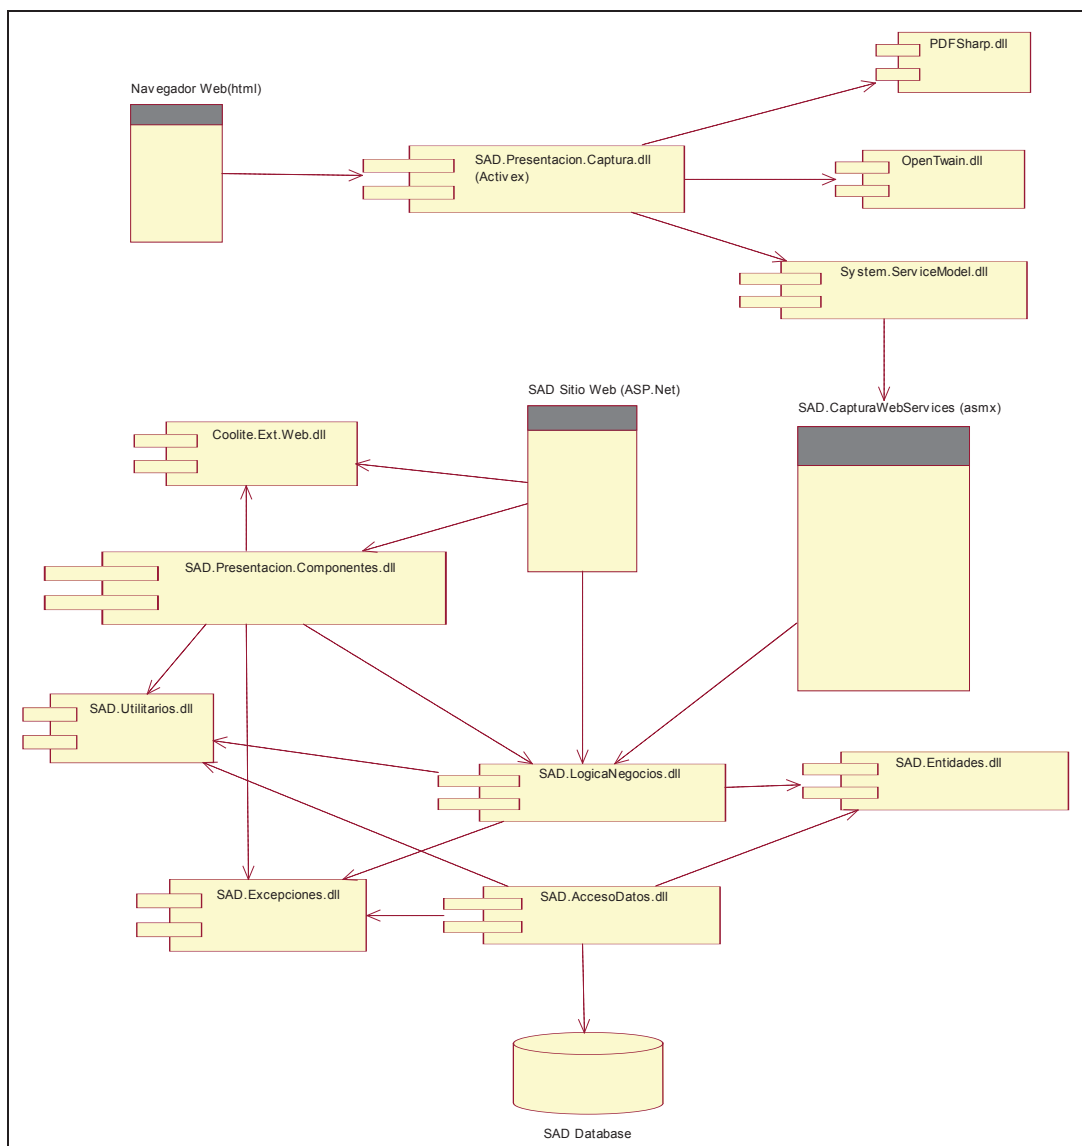 PDFSharp.dll
Navegador Web(html)
SAD.Presentacion.Captura.dll
(Activex)
OpenTwain.dll
System.ServiceModel.dll
SAD Sitio Web (ASP.Net)
SAD.CapturaWebServices (asmx)
Coolite.Ext.Web.dll
SAD.Presentacion.Componentes.dll
SAD.Utilitarios.dll
SAD.LogicaNegocios.dll
SAD.Entidades.dll
SAD.Excepciones.dll
SAD.AccesoDatos.dll
SAD Database